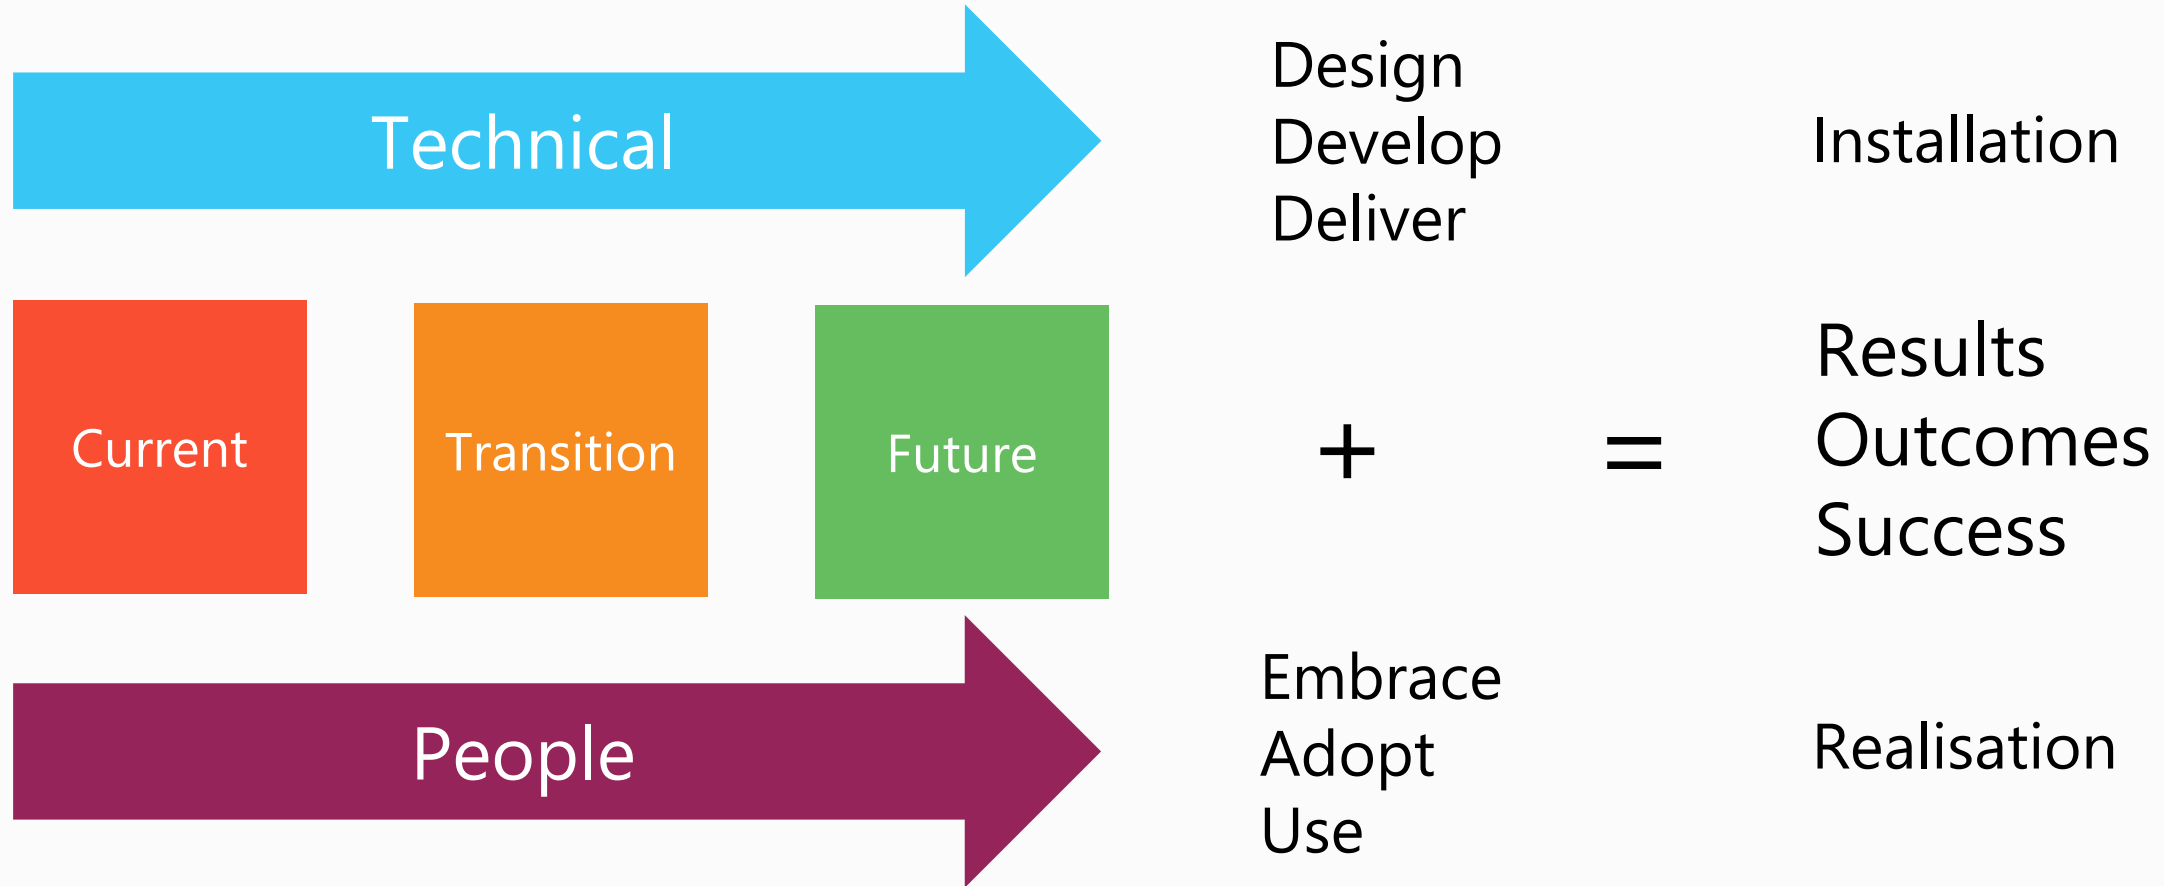 Technical
Design
Develop
Deliver
Installation
Current
Transition
Future
+
=
Results
Outcomes
Success
People
Embrace
Adopt
Use
Realisation